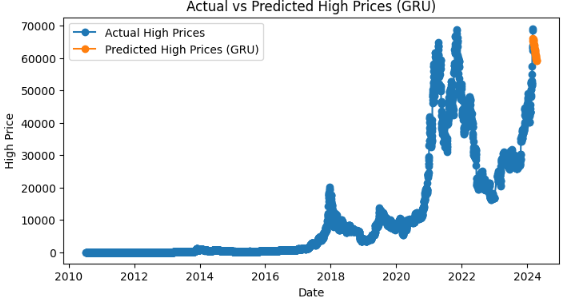 Actual vs Predicted High Prices (GRU)
Actual High Prices
Predicted High Prices (GRU)
High Price
70000
60000
50000
40000
30000
20000
10000
0
2010 2012 2014 2016 2018 2020 2022 2024
Date